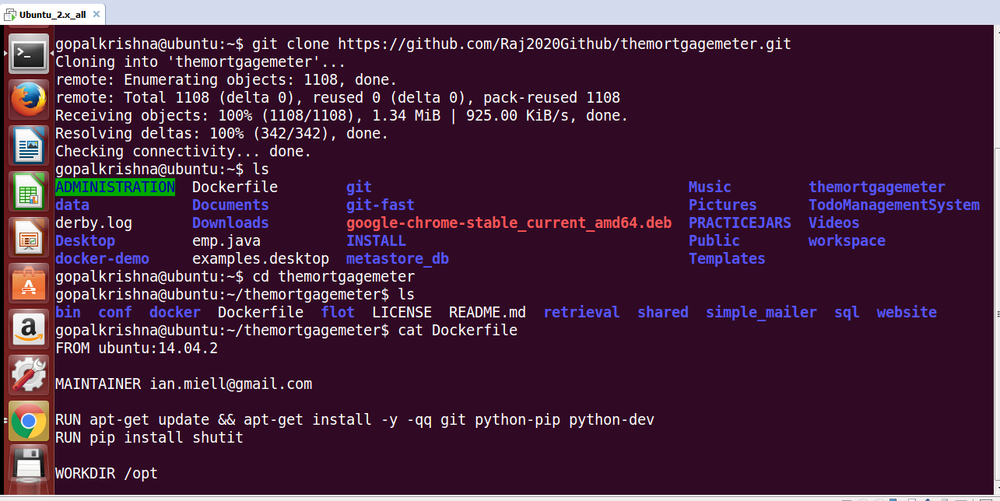 Ubuntu_2.x_all
gopalkrishna@ubuntu:~$ git clone https://github.com/Raj2020Github/themortgagemeter.git
Cloning into 'themortgagemeter'...
remote: Enumerating objects: 1108, done.
remote: Total 1108 (delta 0), reused 0 (delta 0), pack-reused 1108
Receiving objects: 100% (1108/1108), 1.34 MiB | 925.00 KiB/s, done.
Resolving deltas: 100% (342/342), done.
Checking connectivity... done.
gopalkrishna@ubuntu:~$ ls
ADMINISTRATION Dockerfile git Music themortgagemeter
data Documents git-fast Pictures TodoManagementSystem
derby.log Downloads google-chrome-stable_current_amd64.deb PRACTICEJARS Videos
Desktop emp.java INSTALL Public workspace
docker-demo examples.desktop metastore_db Templates
gopalkrishna@ubuntu:~$ cd themortgagemeter
gopalkrishna@ubuntu:~/themortgagemeter$ ls
bin conf docker Dockerfile flot LICENSE README.md retrieval shared simple_mailer sql website
gopalkrishna@ubuntu:~/themortgagemeter$ cat Dockerfile
FROM ubuntu:14.04.2
MAINTAINER ian.miell@gmail.com
RUN apt-get update && apt-get install -y -qq git python-pip python-dev
RUN pip install shutit
WORKDIR /opt